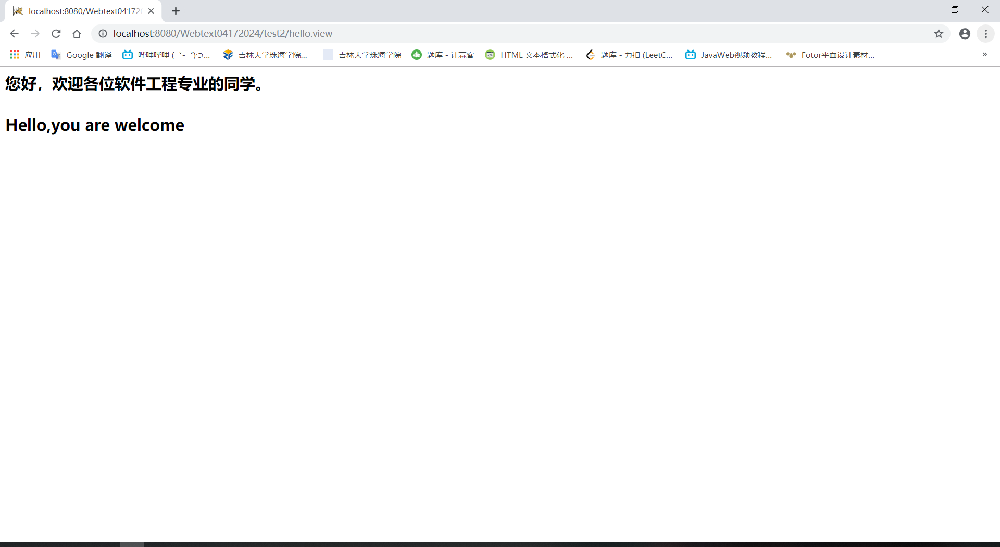 localhost:8080/Webtext041720
localhost:8080/Webtext04172024/test2/hello.view
应用 Google 翻译 哔哩哔哩 ( ゜- ゜)つ... 吉林大学珠海学院... 吉林大学珠海学院 题库 - 计蒜客 HTML 文本格式化 ... 题库 - 力扣 (LeetC... JavaWeb视频教程... Fotor平面设计素材... »
您好，欢迎各位软件工程专业的同学。
Hello,you are welcome